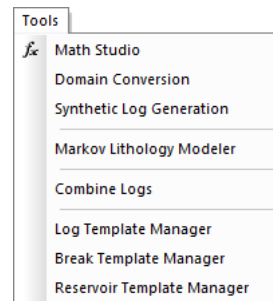 Tools
fx Math Studio
Domain Conversion
Synthetic Log Generation
Markov Lithology Modeler
Combine Logs
Log Template Manager
Break Template Manager
Reservoir Template Manager